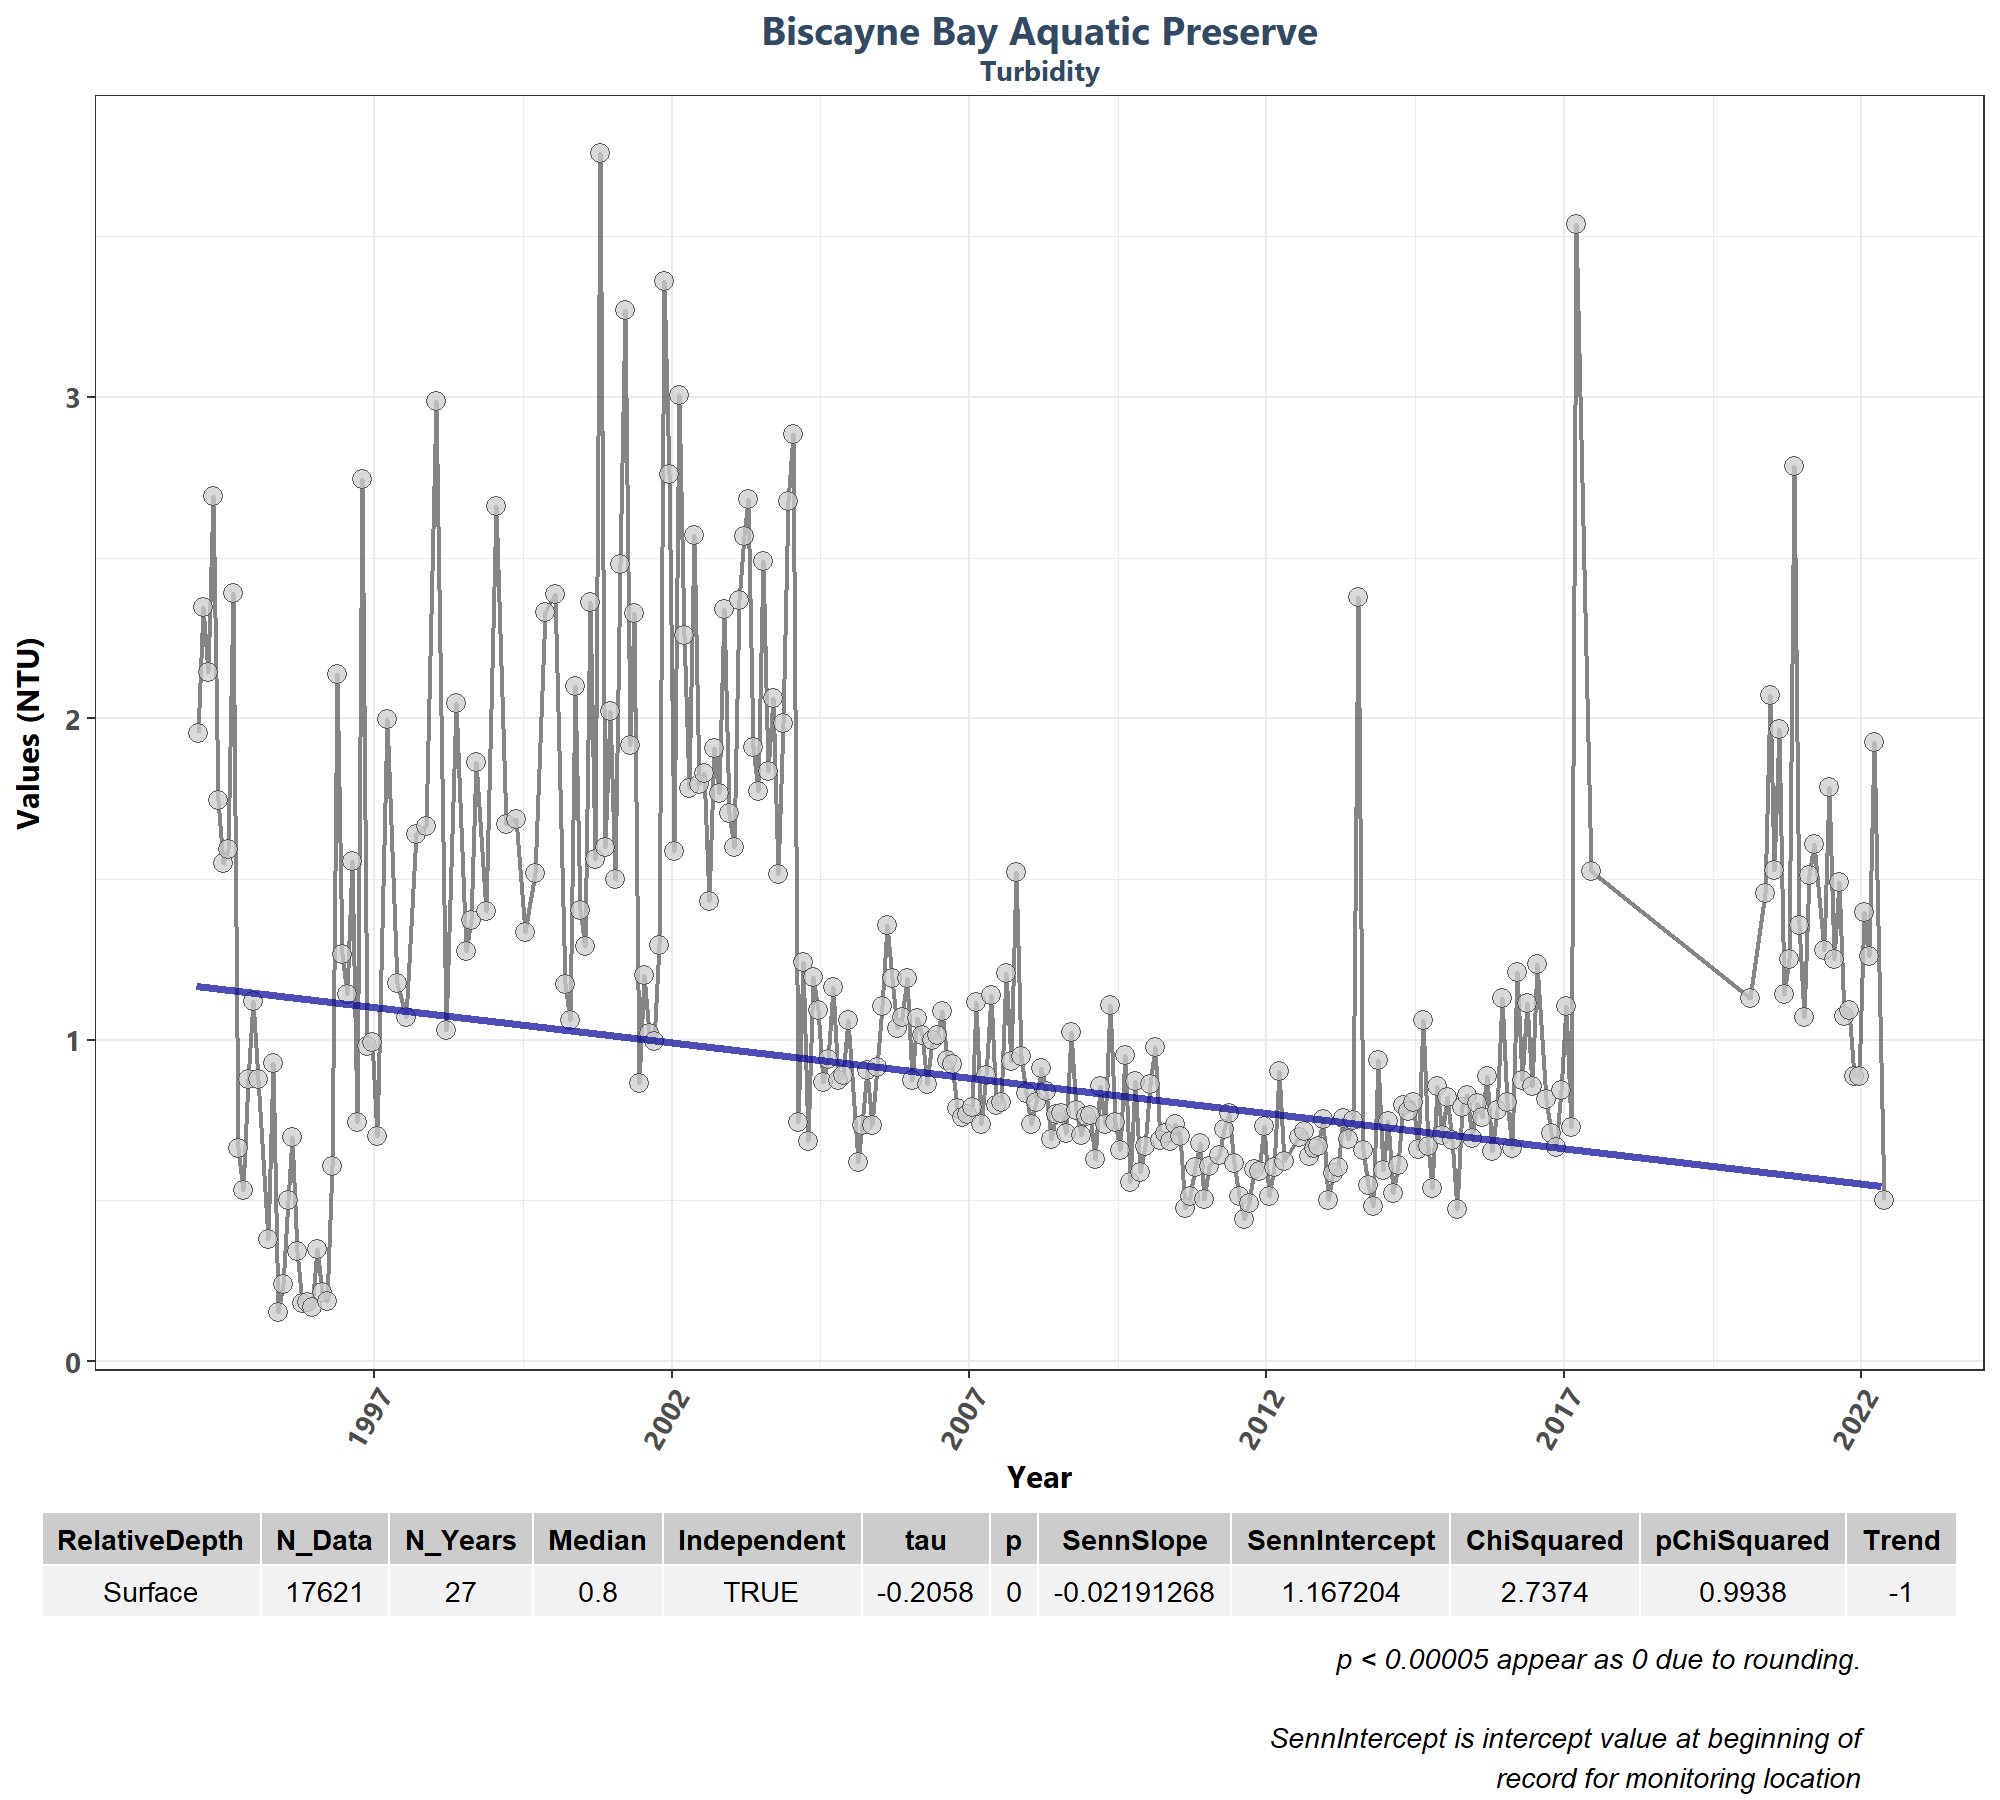 Biscayne Bay Aquatic Preserve
Turbidity
Values (NTU)
3
2
1
0
1997 2002 2007 2012 2017 2022
Year
RelativeDepth N_Data N_Years Median Independent tau p SennSlope SennIntercept ChiSquared pChiSquared Trend
Surface 17621 27 0.8 TRUE -0.2058 0 -0.02191268 1.167204 2.7374 0.9938 -1
p < 0.00005 appear as 0 due to rounding.
SennIntercept is intercept value at beginning of
record for monitoring location